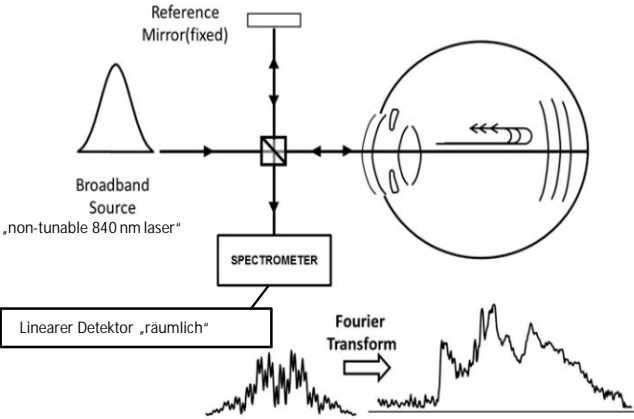 Reference
Mirror(fixed)
Broadband
Source
„non-tunable 840 nm laser“
SPECTROMETER
Linearer Detektor „räumlich“
Fourier
Transform